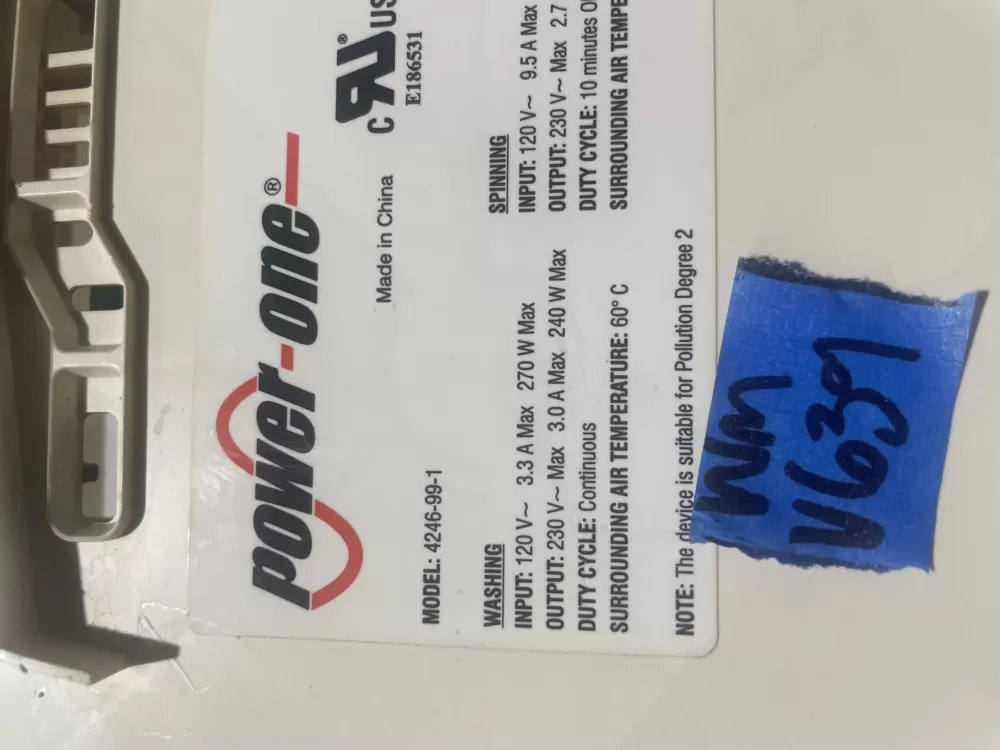 power-one®
Made in China
c RU® US
E186531
MODEL: 4246-99-1
WASHING
INPUT: 120 V~ 3.3 A Max 270 W Max
OUTPUT: 230 V~ Max 3.0 A Max 240 W Max
DUTY CYCLE: Continuous
SURROUNDING AIR TEMPERATURE: 60° C
SPINNING
INPUT: 120 V~ 9.5 A Max
OUTPUT: 230 V~ Max 2.7
DUTY CYCLE: 10 minutes
SURROUNDING AIR
NOTE: The device is suitable for Pollution Degree 2
WM
V639